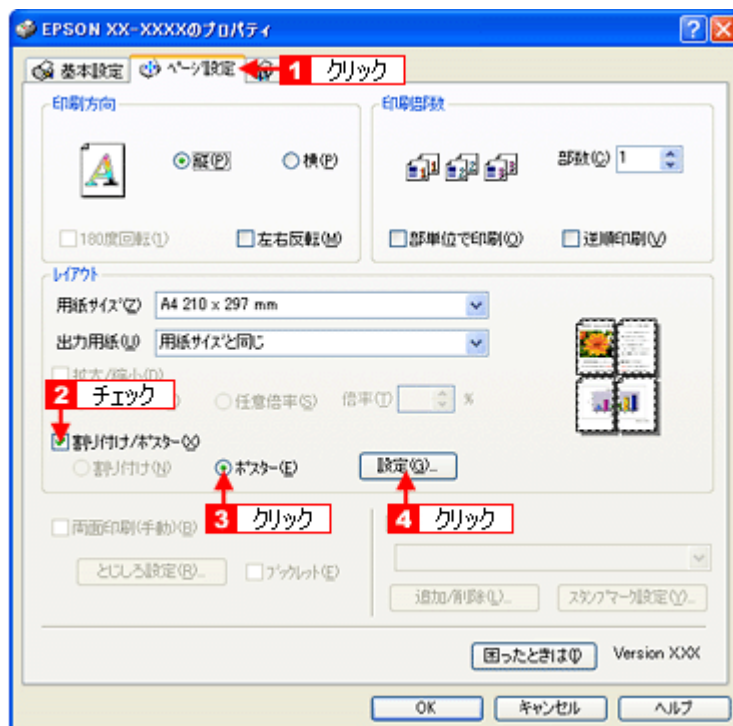 EPSON XX-XXXXのプロパティ
基本設定 ページ設定 1 クリック
印刷方向 印刷部数
縦(P) 横(P) 部数(C) 1
180度回転(1) 左右反転(M) 部単位で印刷(O) 逆順印刷(V)
レイアウト
用紙サイズ(Z) A4 210 x 297 mm
出力用紙(U) 用紙サイズと同じ
拡大/縮小(D)
2 チェック 任意倍率(S) 倍率(T) %
割り付け/ポスター(X)
割り付け(N) ポスター(E) 設定(G)...
3 クリック 4 クリック
両面印刷(手動)(B)
とじしろ設定(R)... ブックレット(E)
追加/削除(L)... スタンプマーク設定(Y)...
困ったときは(I) Version XXX
OK キャンセル ヘルプ